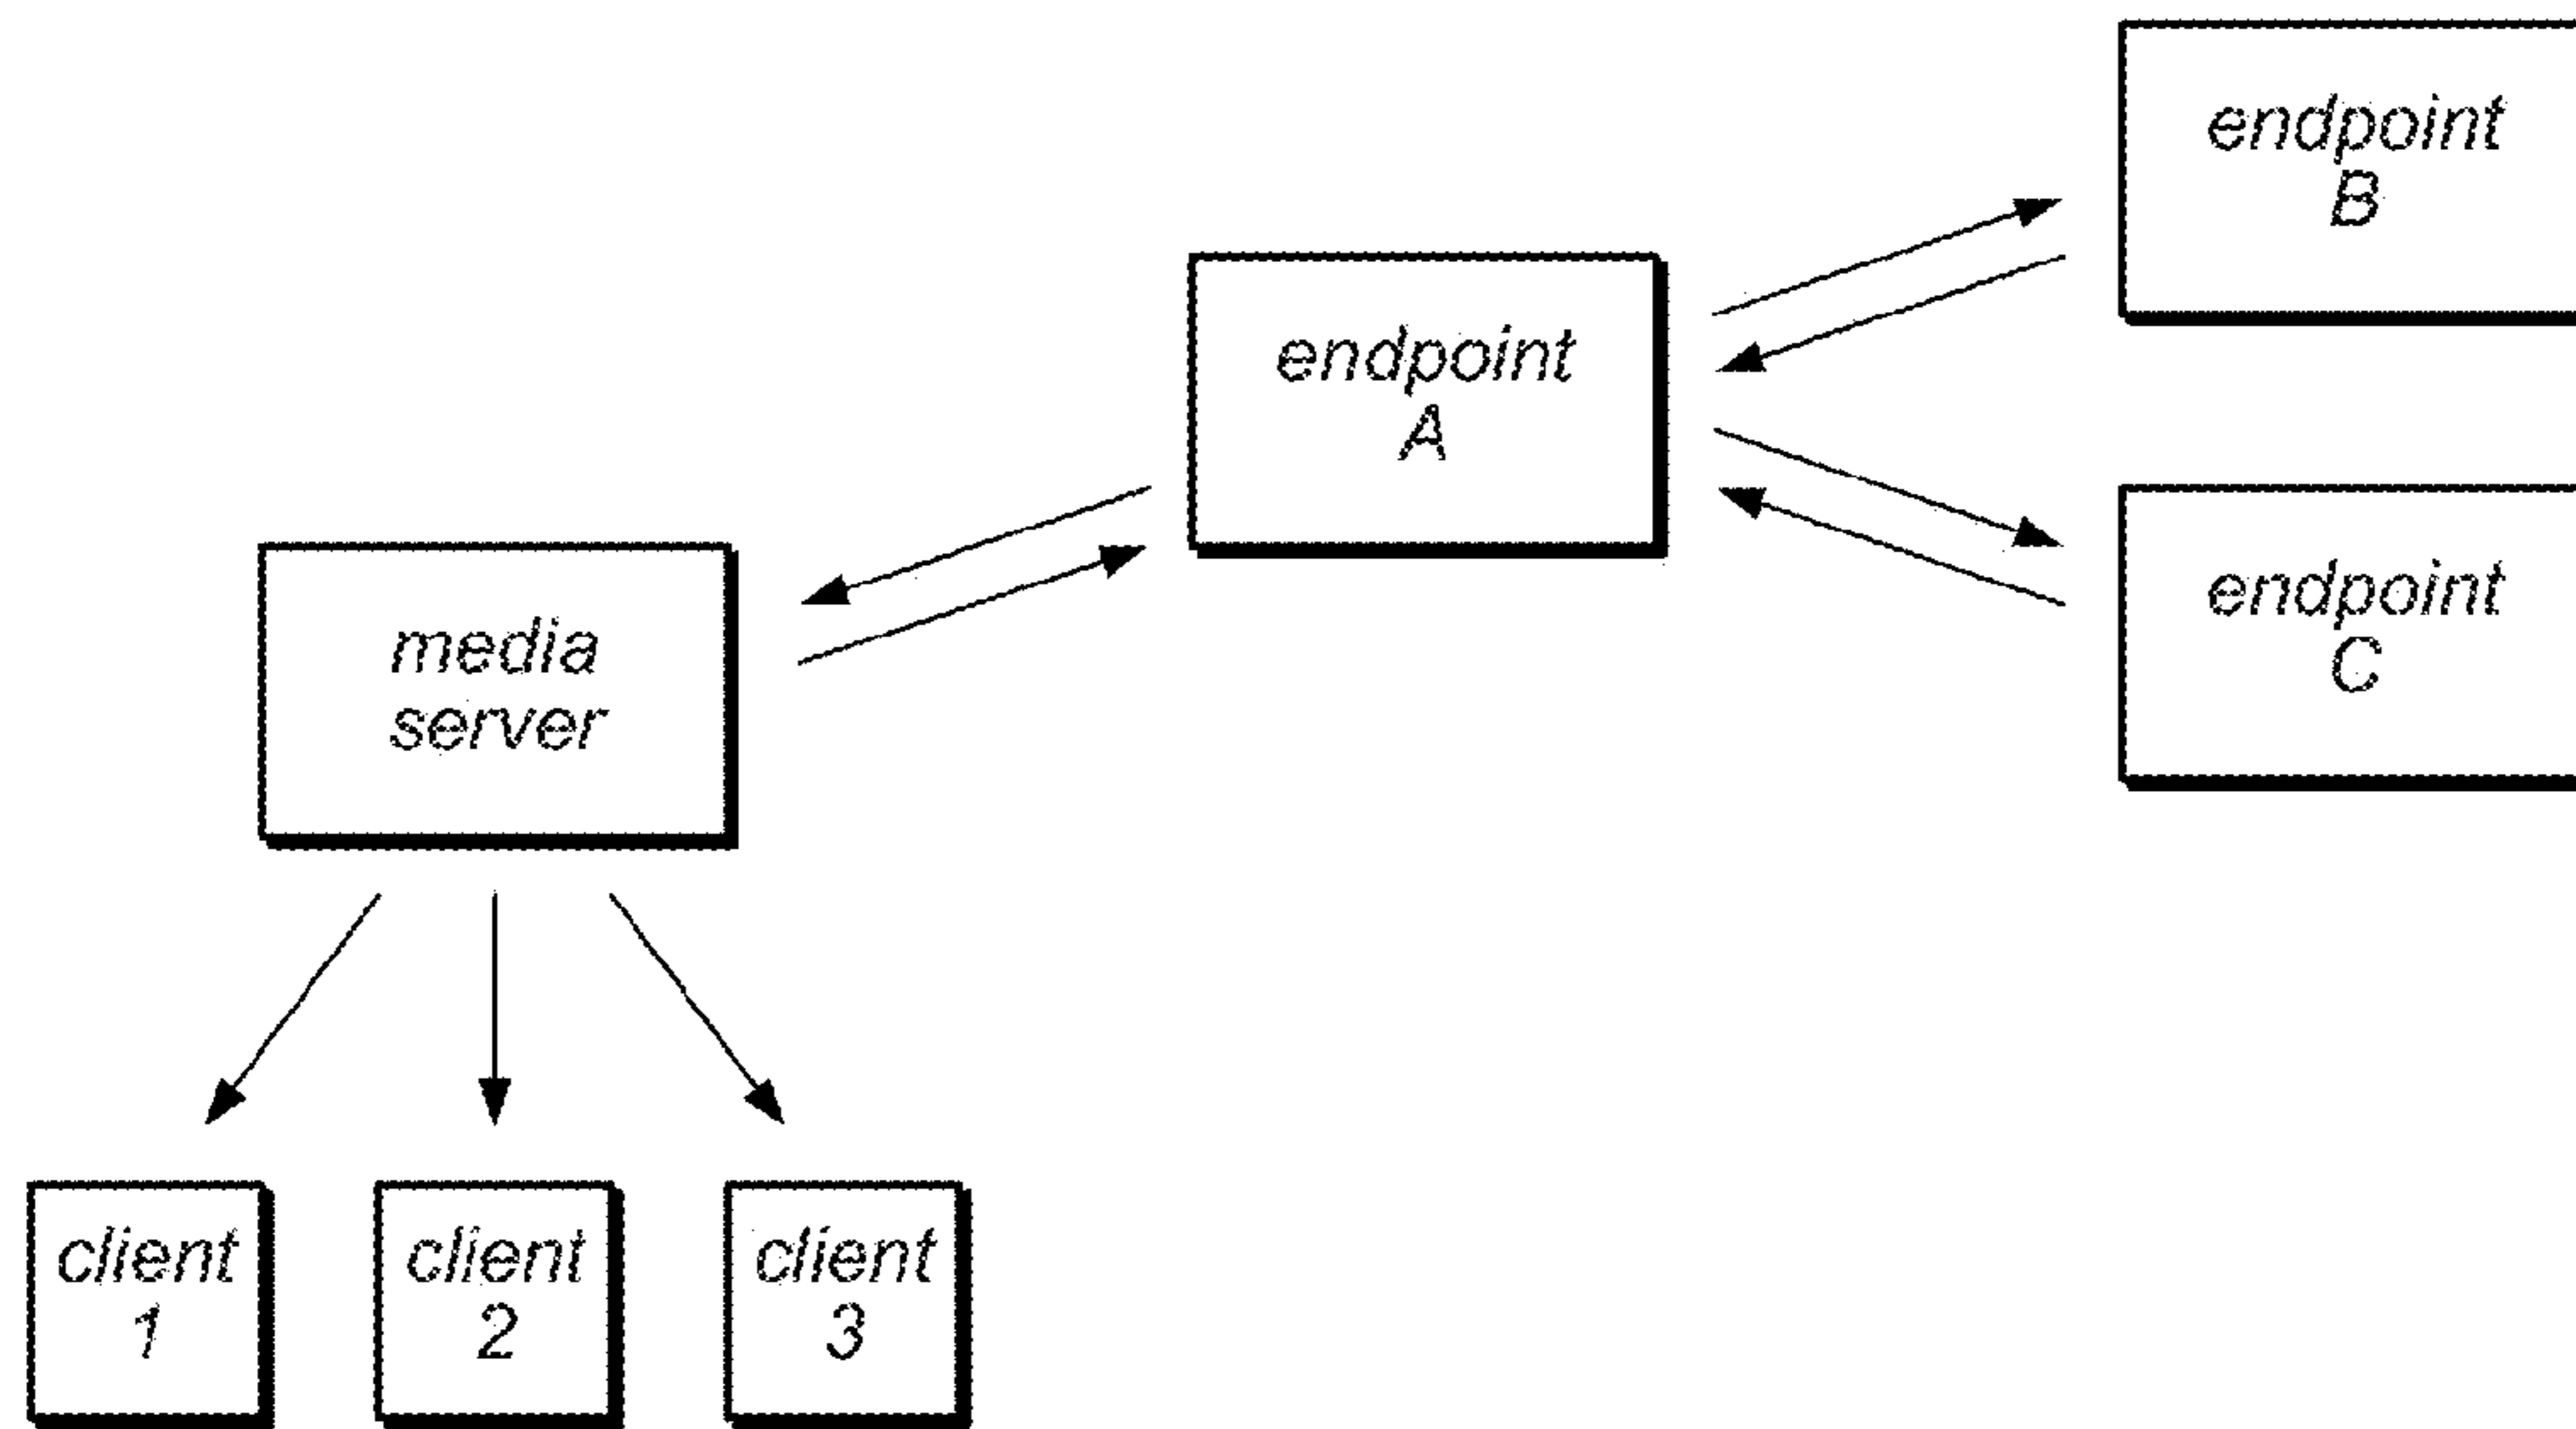 endpoint
B
endpoint
A
endpoint
C
media
server
client
1
client
2
client
3